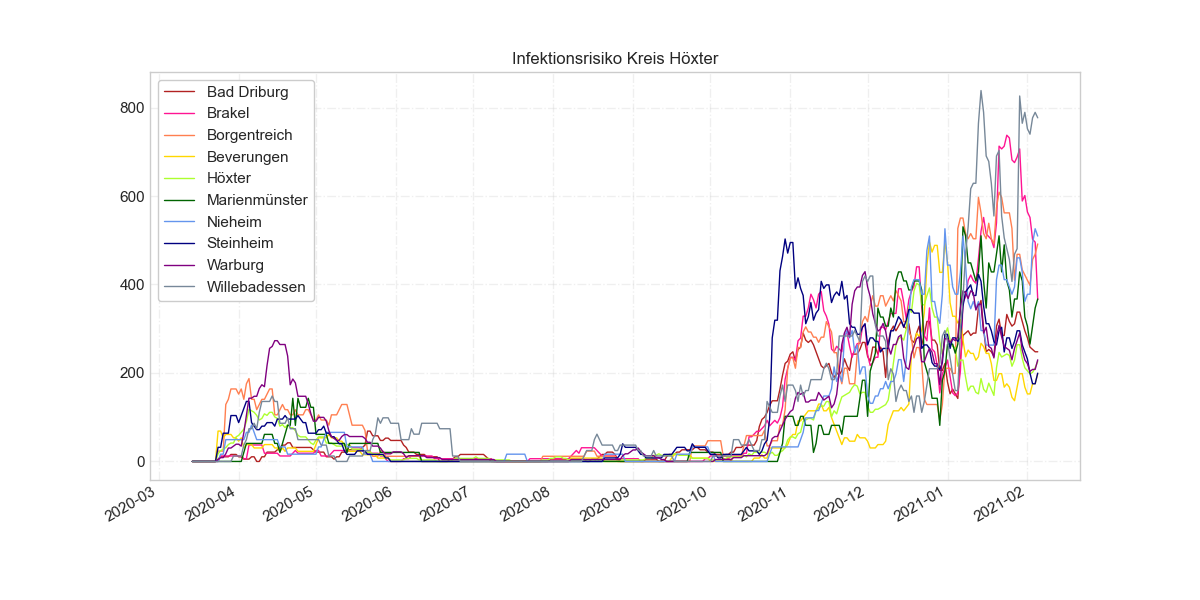 Infektionsrisiko Kreis Höxter
Bad Driburg
Brakel
Borgentreich
Beverungen
Höxter
Marienmünster
Nieheim
Steinheim
Warburg
Willebadessen
800
600
400
200
0
2020-03
2020-04
2020-05
2020-06
2020-07
2020-08
2020-09
2020-10
2020-11
2020-12
2021-01
2021-02